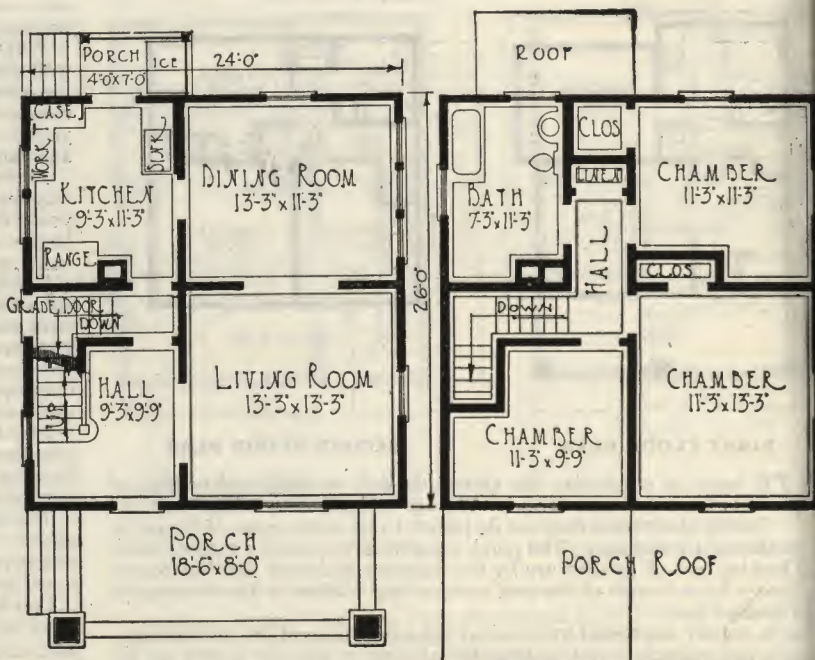 PORCH
4'-0"x7'-0"
ICE
24'-0"
CASE
WORK T.
SINK
KITCHEN
9'-3"x11'-3"
DINING ROOM
13'-3"x11'-3"
RANGE
GRADE DOOR
DOWN
UP
HALL
9'-3"x9'-9"
LIVING ROOM
13'-3"x13'-3"
26'-0"
PORCH
18'-6"x8'-0"
ROOF
CLOS
LINEN
BATH
7'-3"x11'-3"
CHAMBER
11'-3"x11'-3"
HALL
CLOS
DOWN
CHAMBER
11'-3"x13'-3"
CHAMBER
11'-3"x9'-9"
PORCH ROOF